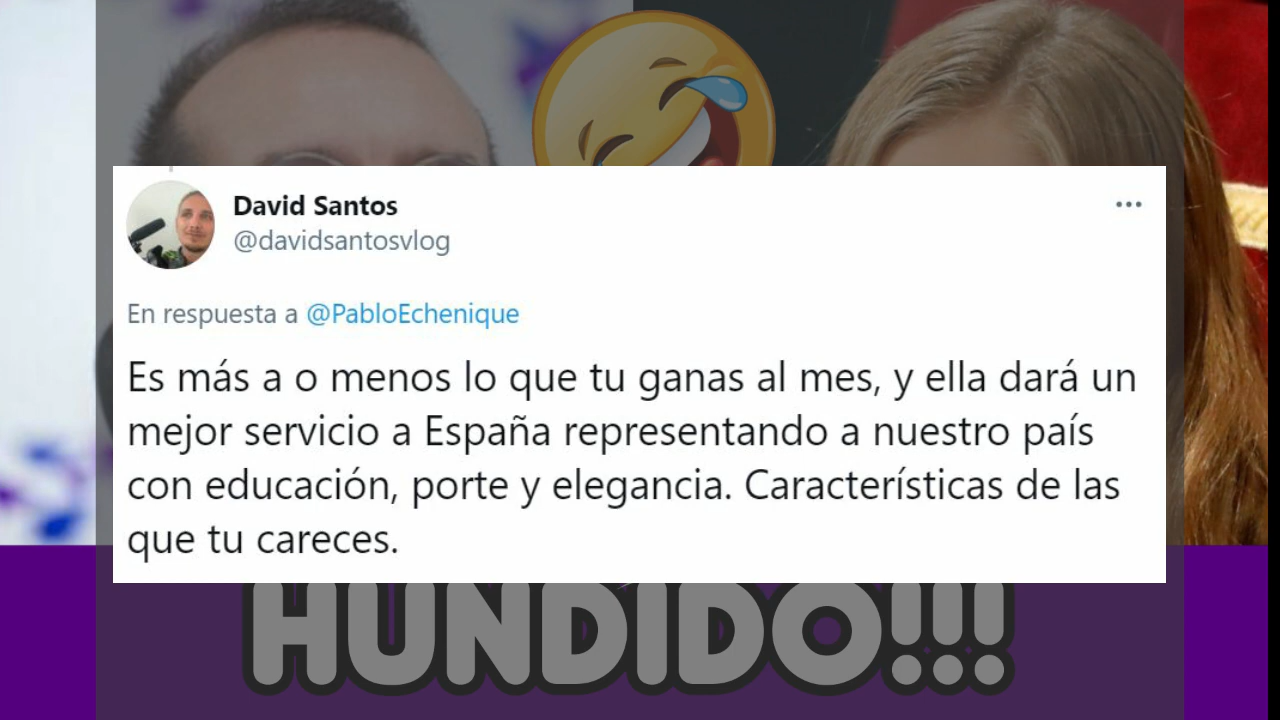 David Santos
@davidsantosvlog
En respuesta a @PabloEchenique
Es más a o menos lo que tu ganas al mes, y ella dará un
mejor servicio a España representando a nuestro país
con educación, porte y elegancia. Características de las
que tu careces.
HUNDIDO!!!